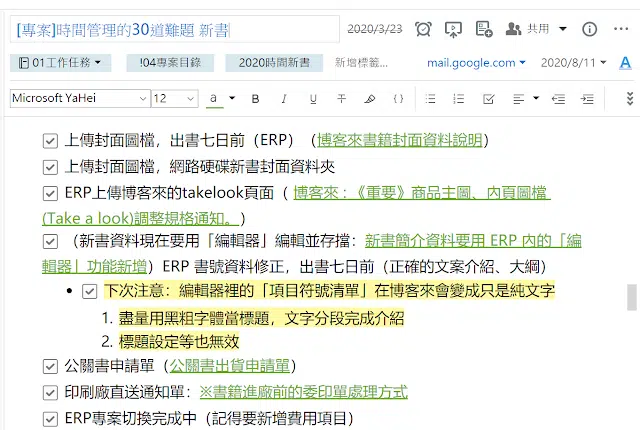 [專案]時間管理的30道難題 新書 2020/3/23 共用
01工作任務 !04專案目錄 2020時間新書 新增標籤... mail.google.com 2020/8/11 A
Microsoft YaHei 12 a B I U T { }
上傳封面圖檔，出書七日前（ERP）（博客來書籍封面資料說明）
上傳封面圖檔，網路硬碟新書封面資料夾
ERP上傳博客來的takelook頁面（ 博客來 : 《重要》商品主圖、內頁圖檔
(Take a look)調整規格通知。）
（新書資料現在要用「編輯器」編輯並存擋：新書簡介資料要用 ERP 內的「編
輯器」功能新增）ERP 書號資料修正，出書七日前（正確的文案介紹、大綱）
• 下次注意：編輯器裡的「項目符號清單」在博客來會變成只是純文字
1. 盡量用黑粗字體當標題，文字分段完成介紹
2. 標題設定等也無效
公關書申請單（公關書出貨申請單）
印刷廠直送通知單：※書籍進廠前的委印單處理方式
ERP專案切換完成中（記得要新增費用項目）